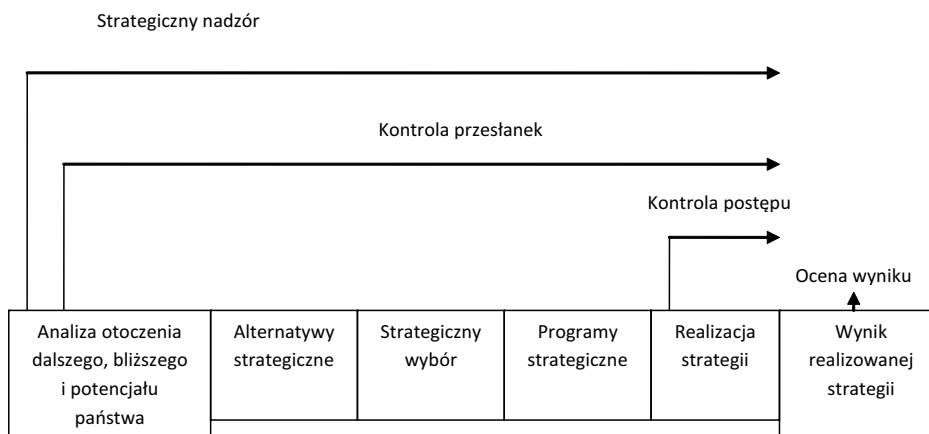 Strategiczny nadzór
Kontrola przesłanek
Kontrola postępu
Ocena wyniku
Analiza otoczenia
dalszego, bliższego
i potencjału
państwa
Alternatywy
strategiczne
Strategiczny
wybór
Programy
strategiczne
Realizacja
strategii
Wynik
realizowanej
strategii